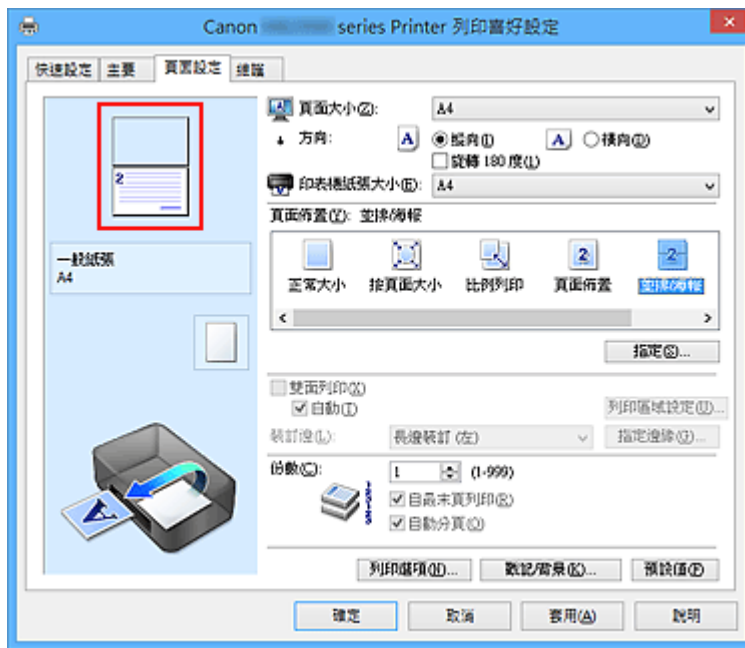 Canon series Printer 列印喜好設定
快速設定 主要 頁面設定 維護
頁面大小(Z): A4
方向: A 縱向(I) A 橫向(D)
旋轉 180 度(L)
印表機紙張大小(E): A4
頁面佈置(Y): 並排/海報
2
一般紙張
A4
正常大小 按頁面大小 比例列印 頁面佈置 並排/海報
指定(S)...
雙面列印(X)
自動(T) 列印區域設定(U)...
裝訂邊(L): 長邊裝訂 (左) 指定邊緣(G)...
份數(C): 1 (1-999)
自最末頁列印(R)
自動分頁(O)
列印選項(N)... 戳記/背景(K)... 預設值(F)
確定 取消 套用(A) 說明